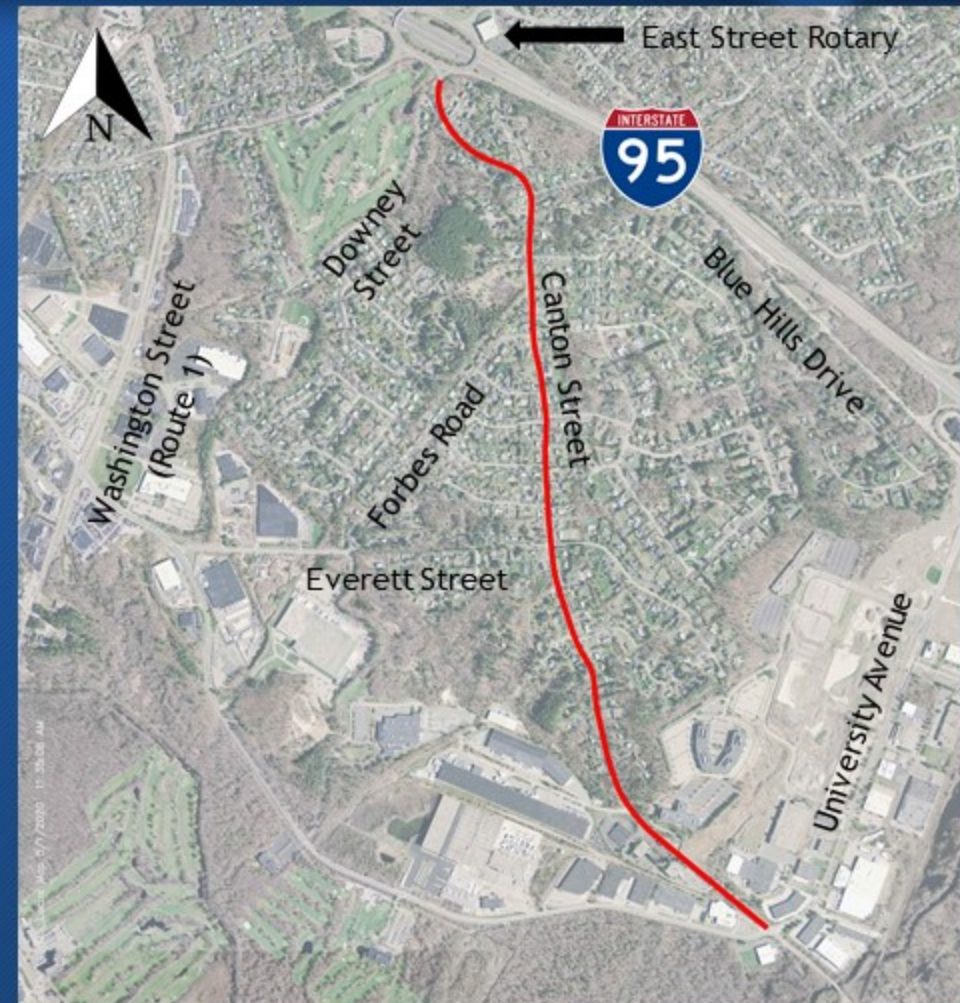 East Street Rotary
N
INTERSTATE
95
Downey
Street
Blue Hills Drive
Canton Street
Washington Street
(Route 1)
Forbes Road
Everett Street
University Avenue